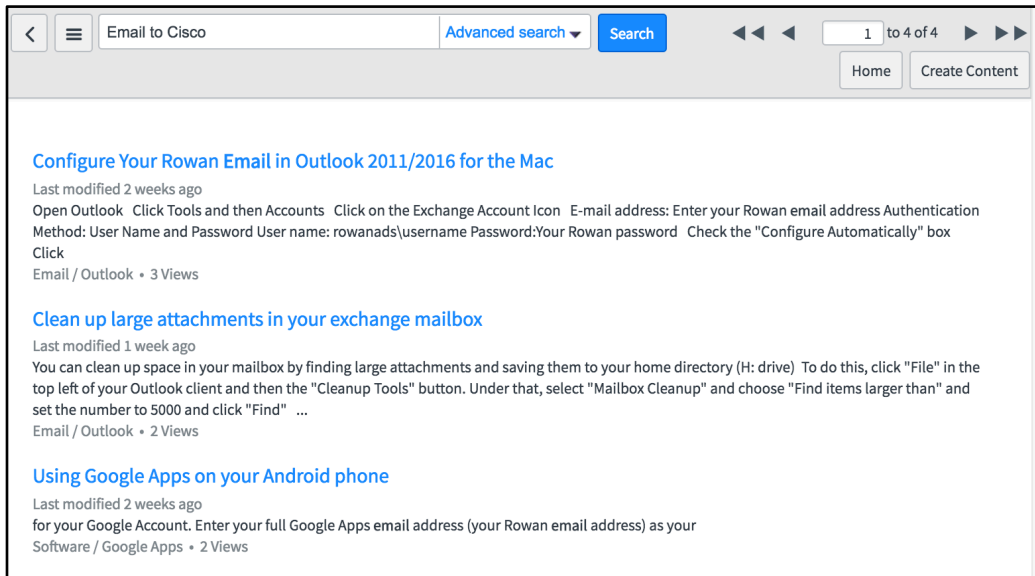 Email to Cisco Advanced search Search 1 to 4 of 4
Home Create Content
Configure Your Rowan Email in Outlook 2011/2016 for the Mac
Last modified 2 weeks ago
Open Outlook Click Tools and then Accounts Click on the Exchange Account Icon E-mail address: Enter your Rowan email address Authentication
Method: User Name and Password User name: rowanads\username Password:Your Rowan password Check the "Configure Automatically" box
Click
Email / Outlook • 3 Views
Clean up large attachments in your exchange mailbox
Last modified 1 week ago
You can clean up space in your mailbox by finding large attachments and saving them to your home directory (H: drive) To do this, click "File" in the
top left of your Outlook client and then the "Cleanup Tools" button. Under that, select "Mailbox Cleanup" and choose "Find items larger than" and
set the number to 5000 and click "Find" ...
Email / Outlook • 2 Views
Using Google Apps on your Android phone
Last modified 2 weeks ago
for your Google Account. Enter your full Google Apps email address (your Rowan email address) as your
Software / Google Apps • 2 Views